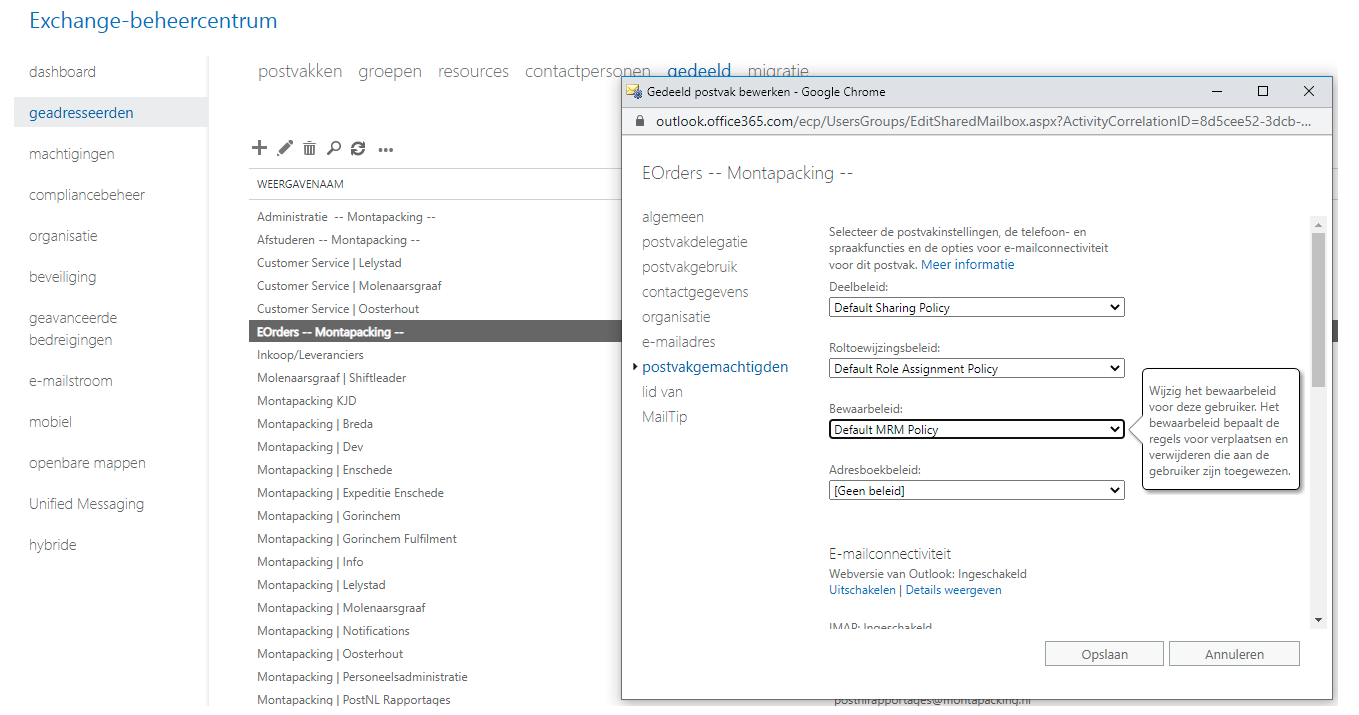 Exchange-beheercentrum
dashboard
geadresseerden
machtigingen
compliancebeheer
organisatie
beveiliging
geavanceerde
bedreigingen
e-mailstroom
mobiel
openbare mappen
Unified Messaging
hybride
postvakken groepen resources contactpersonen gedeeld migratie
WEERGAVENAAM
Administratie -- Montapacking --
Afstuderen -- Montapacking --
Customer Service | Lelystad
Customer Service | Molenaarsgraaf
Customer Service | Oosterhout
EOrders -- Montapacking --
Inkoop/Leveranciers
Molenaarsgraaf | Shiftleader
Montapacking KJD
Montapacking | Breda
Montapacking | Dev
Montapacking | Enschede
Montapacking | Expeditie Enschede
Montapacking | Gorinchem
Montapacking | Gorinchem Fulfilment
Montapacking | Info
Montapacking | Lelystad
Montapacking | Molenaarsgraaf
Montapacking | Notifications
Montapacking | Oosterhout
Montapacking | Personeelsadministratie
Montapacking | PostNL Rapportages
Gedeeld postvak bewerken - Google Chrome
outlook.office365.com/ecp/UsersGroups/EditSharedMailbox.aspx?ActivityCorrelationID=8d5cee52-3dcb-...
EOrders -- Montapacking --
algemeen
postvakdelegatie
postvakgebruik
contactgegevens
organisatie
e-mailadres
postvakgemachtigden
lid van
MailTip
Selecteer de postvakinstellingen, de telefoon- en
spraakfuncties en de opties voor e-mailconnectiviteit
voor dit postvak. Meer informatie
Deelbeleid:
Default Sharing Policy
Roltoewijzingsbeleid:
Default Role Assignment Policy
Bewaarbeleid:
Default MRM Policy
Adresboekbeleid:
[Geen beleid]
Wijzig het bewaarbeleid
voor deze gebruiker. Het
bewaarbeleid bepaalt de
regels voor verplaatsen en
verwijderen die aan de
gebruiker zijn toegewezen.
E-mailconnectiviteit
Webversie van Outlook: Ingeschakeld
Uitschakelen | Details weergeven
IMAP: Ingeschakeld
Opslaan
Annuleren
postnlrapportages@montapacking.nl